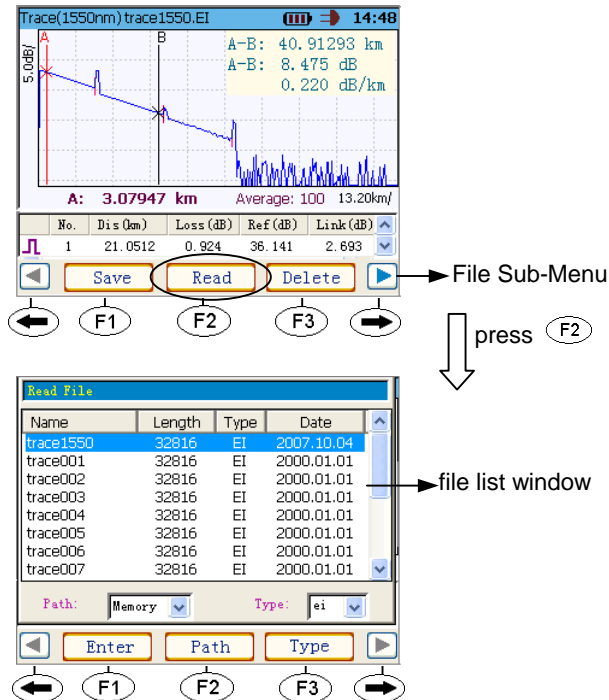 Trace(1550nm) trace1550.EI 14:48
5.0dB/
A B
A-B: 40.91293 km
A-B: 8.475 dB
0.220 dB/km
A: 3.07947 km Average: 100 13.20km/
No. Dis(km) Loss(dB) Ref(dB) Link(dB)
1 21.0512 0.924 36.141 2.693
Save Read Delete File Sub-Menu
F1 F2 F3
press F2
Read File
Name Length Type Date
trace1550 32816 EI 2007.10.04
trace001 32816 EI 2000.01.01
trace002 32816 EI 2000.01.01
trace003 32816 EI 2000.01.01
file list window
trace004 32816 EI 2000.01.01
trace005 32816 EI 2000.01.01
trace006 32816 EI 2000.01.01
trace007 32816 EI 2000.01.01
Path: Memory Type: ei
Enter Path Type
F1 F2 F3